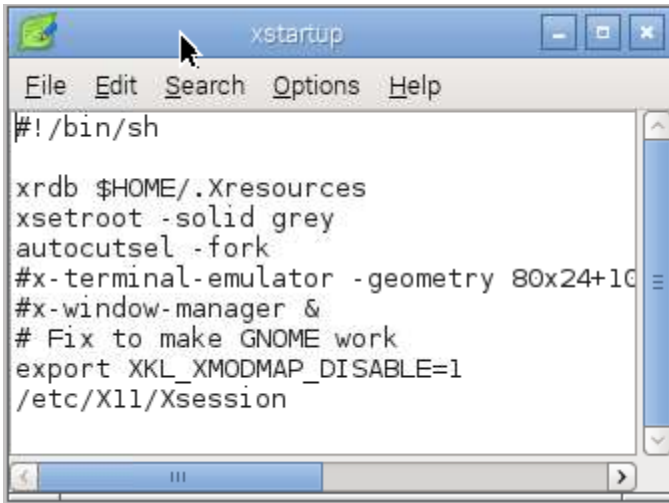 xstartup
File Edit Search Options Help
#!/bin/sh
xrdb $HOME/.Xresources
xsetroot -solid grey
autocutsel -fork
#x-terminal-emulator -geometry 80x24+10
#x-window-manager &
# Fix to make GNOME work
export XKL_XMODMAP_DISABLE=1
/etc/X11/Xsession